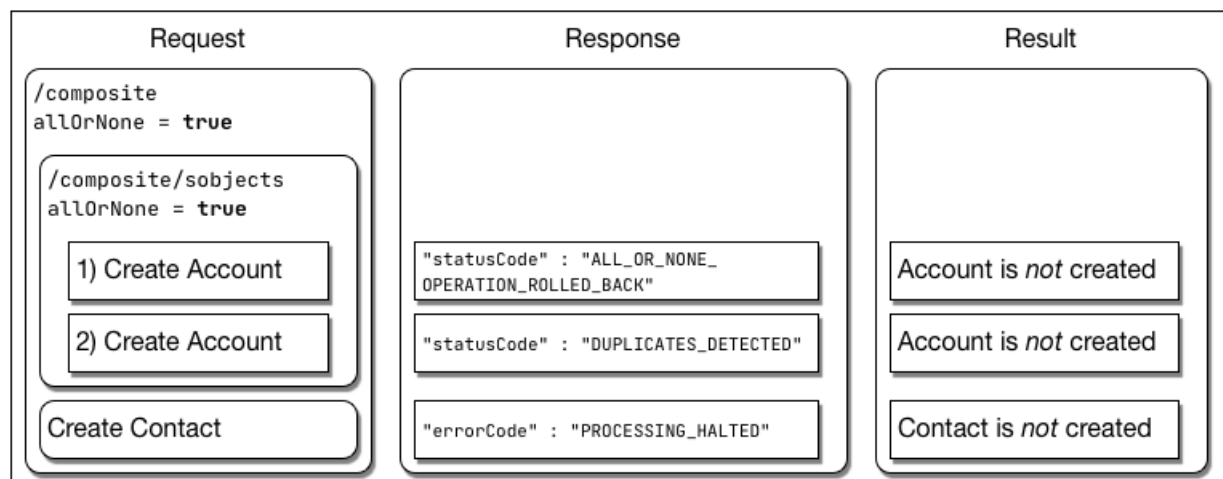 Request
Response
Result
/composite
allOrNone = true
/composite/sobjects
allOrNone = true
1) Create Account
"statusCode" : "ALL_OR_NONE_
OPERATION_ROLLED_BACK"
Account is not created
2) Create Account
"statusCode" : "DUPLICATES_DETECTED"
Account is not created
Create Contact
"errorCode" : "PROCESSING_HALTED"
Contact is not created